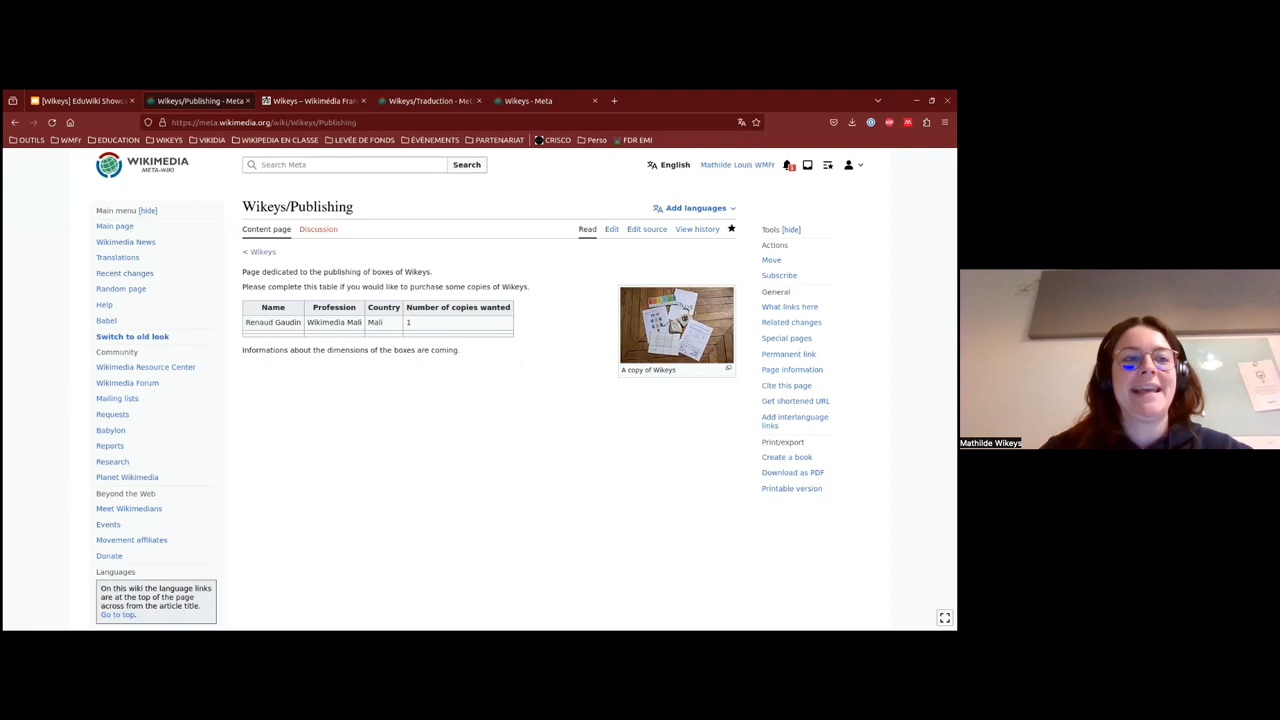 [Wikeys] EduWiki Showca
Wikeys/Publishing - Meta
Wikeys – Wikimédia Fran
Wikeys/Traduction - Met
Wikeys - Meta
https://meta.wikimedia.org/wiki/Wikeys/Publishing
OUTILS WMFr EDUCATION WIKEYS VIKIDIA WIKIPEDIA EN CLASSE LEVÉE DE FONDS ÉVÈNEMENTS PARTENARIAT CRISCO Perso FDR EMI
WIKIMEDIA
META-WIKI
Search Meta
Search
English
Mathilde Louis WMFr
1
Main menu [hide]
Main page
Wikimedia News
Translations
Recent changes
Random page
Help
Babel
Switch to old look
Community
Wikimedia Resource Center
Wikimedia Forum
Mailing lists
Requests
Babylon
Reports
Research
Planet Wikimedia
Beyond the Web
Meet Wikimedians
Events
Movement affiliates
Donate
Languages
On this wiki the language links
are at the top of the page
across from the article title.
Go to top.
Wikeys/Publishing
Add languages
Content page Discussion
Read Edit Edit source View history
< Wikeys
Page dedicated to the publishing of boxes of Wikeys.
Please complete this table if you would like to purchase some copies of Wikeys.
Name Profession Country Number of copies wanted
Renaud Gaudin Wikimedia Mali Mali 1
Informations about the dimensions of the boxes are coming.
A copy of Wikeys
Tools [hide]
Actions
Move
Subscribe
General
What links here
Related changes
Special pages
Permanent link
Page information
Cite this page
Get shortened URL
Add interlanguage
links
Print/export
Create a book
Download as PDF
Printable version
Mathilde Wikeys